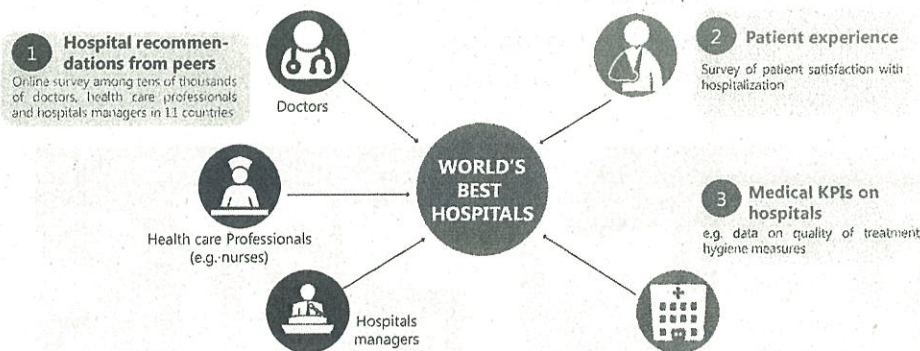 1
Hospital recommen-
dations from peers
Online survey among tens of thousands
of doctors, health care professionals
and hospitals managers in 11 countries
Doctors
Health care Professionals
(e.g.-nurses)
Hospitals
managers
WORLD'S
BEST
HOSPITALS
2
Patient experience
Survey of patient satisfaction with
hospitalization
3
Medical KPIs on
hospitals
e.g. data on quality of treatment,
hygiene measures